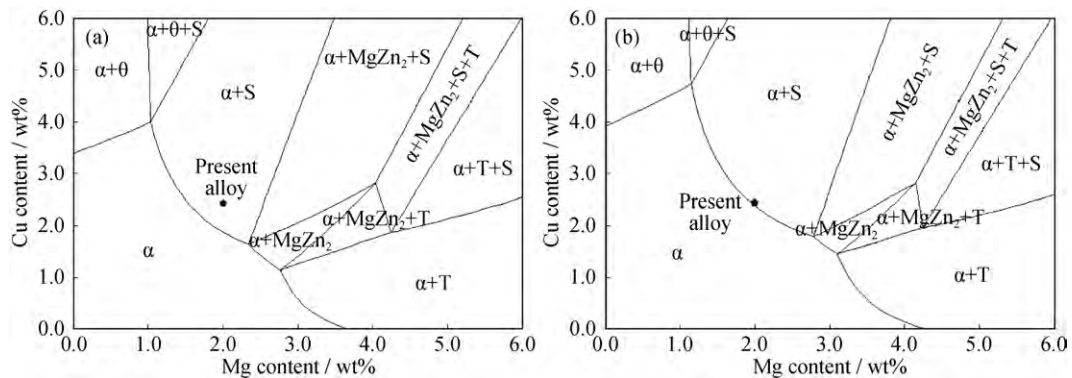 (a)
6.0
5.0
4.0
3.0
2.0
1.0
0.0
Cu content / wt%
α+θ+S
α+θ
α+S
α+MgZn₂+S
α+MgZn₂+S+T
α+T+S
Present
alloy
α+MgZn₂+T
α+MgZn₂
α
α+T
0.0 1.0 2.0 3.0 4.0 5.0 6.0
Mg content / wt%
(b)
6.0
5.0
4.0
3.0
2.0
1.0
0.0
Cu content / wt%
α+θ+S
α+θ
α+S
α+MgZn₂+S
α+MgZn₂+S+T
α+T+S
Present
alloy
α+MgZn₂+T
α+MgZn₂
α
α+T
0.0 1.0 2.0 3.0 4.0 5.0 6.0
Mg content / wt%